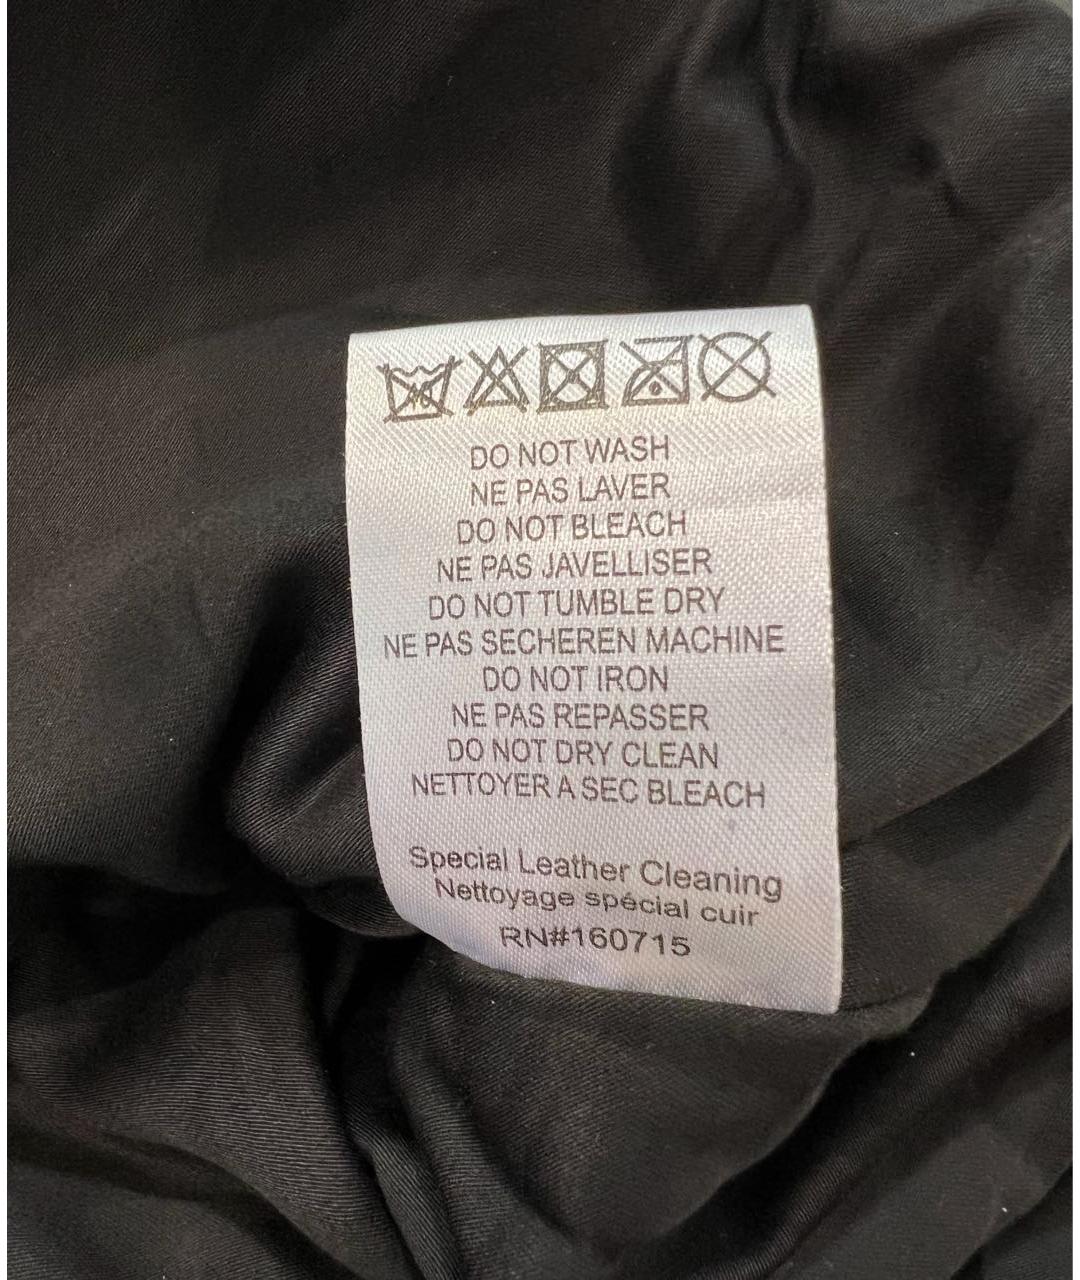 DO NOT WASH
NE PAS LAVER
DO NOT BLEACH
NE PAS JAVELLISER
DO NOT TUMBLE DRY
NE PAS SECHEREN MACHINE
DO NOT IRON
NE PAS REPASSER
DO NOT DRY CLEAN
NETTOYER A SEC BLEACH
Special Leather Cleaning
Nettoyage spécial cuir
RN#160715